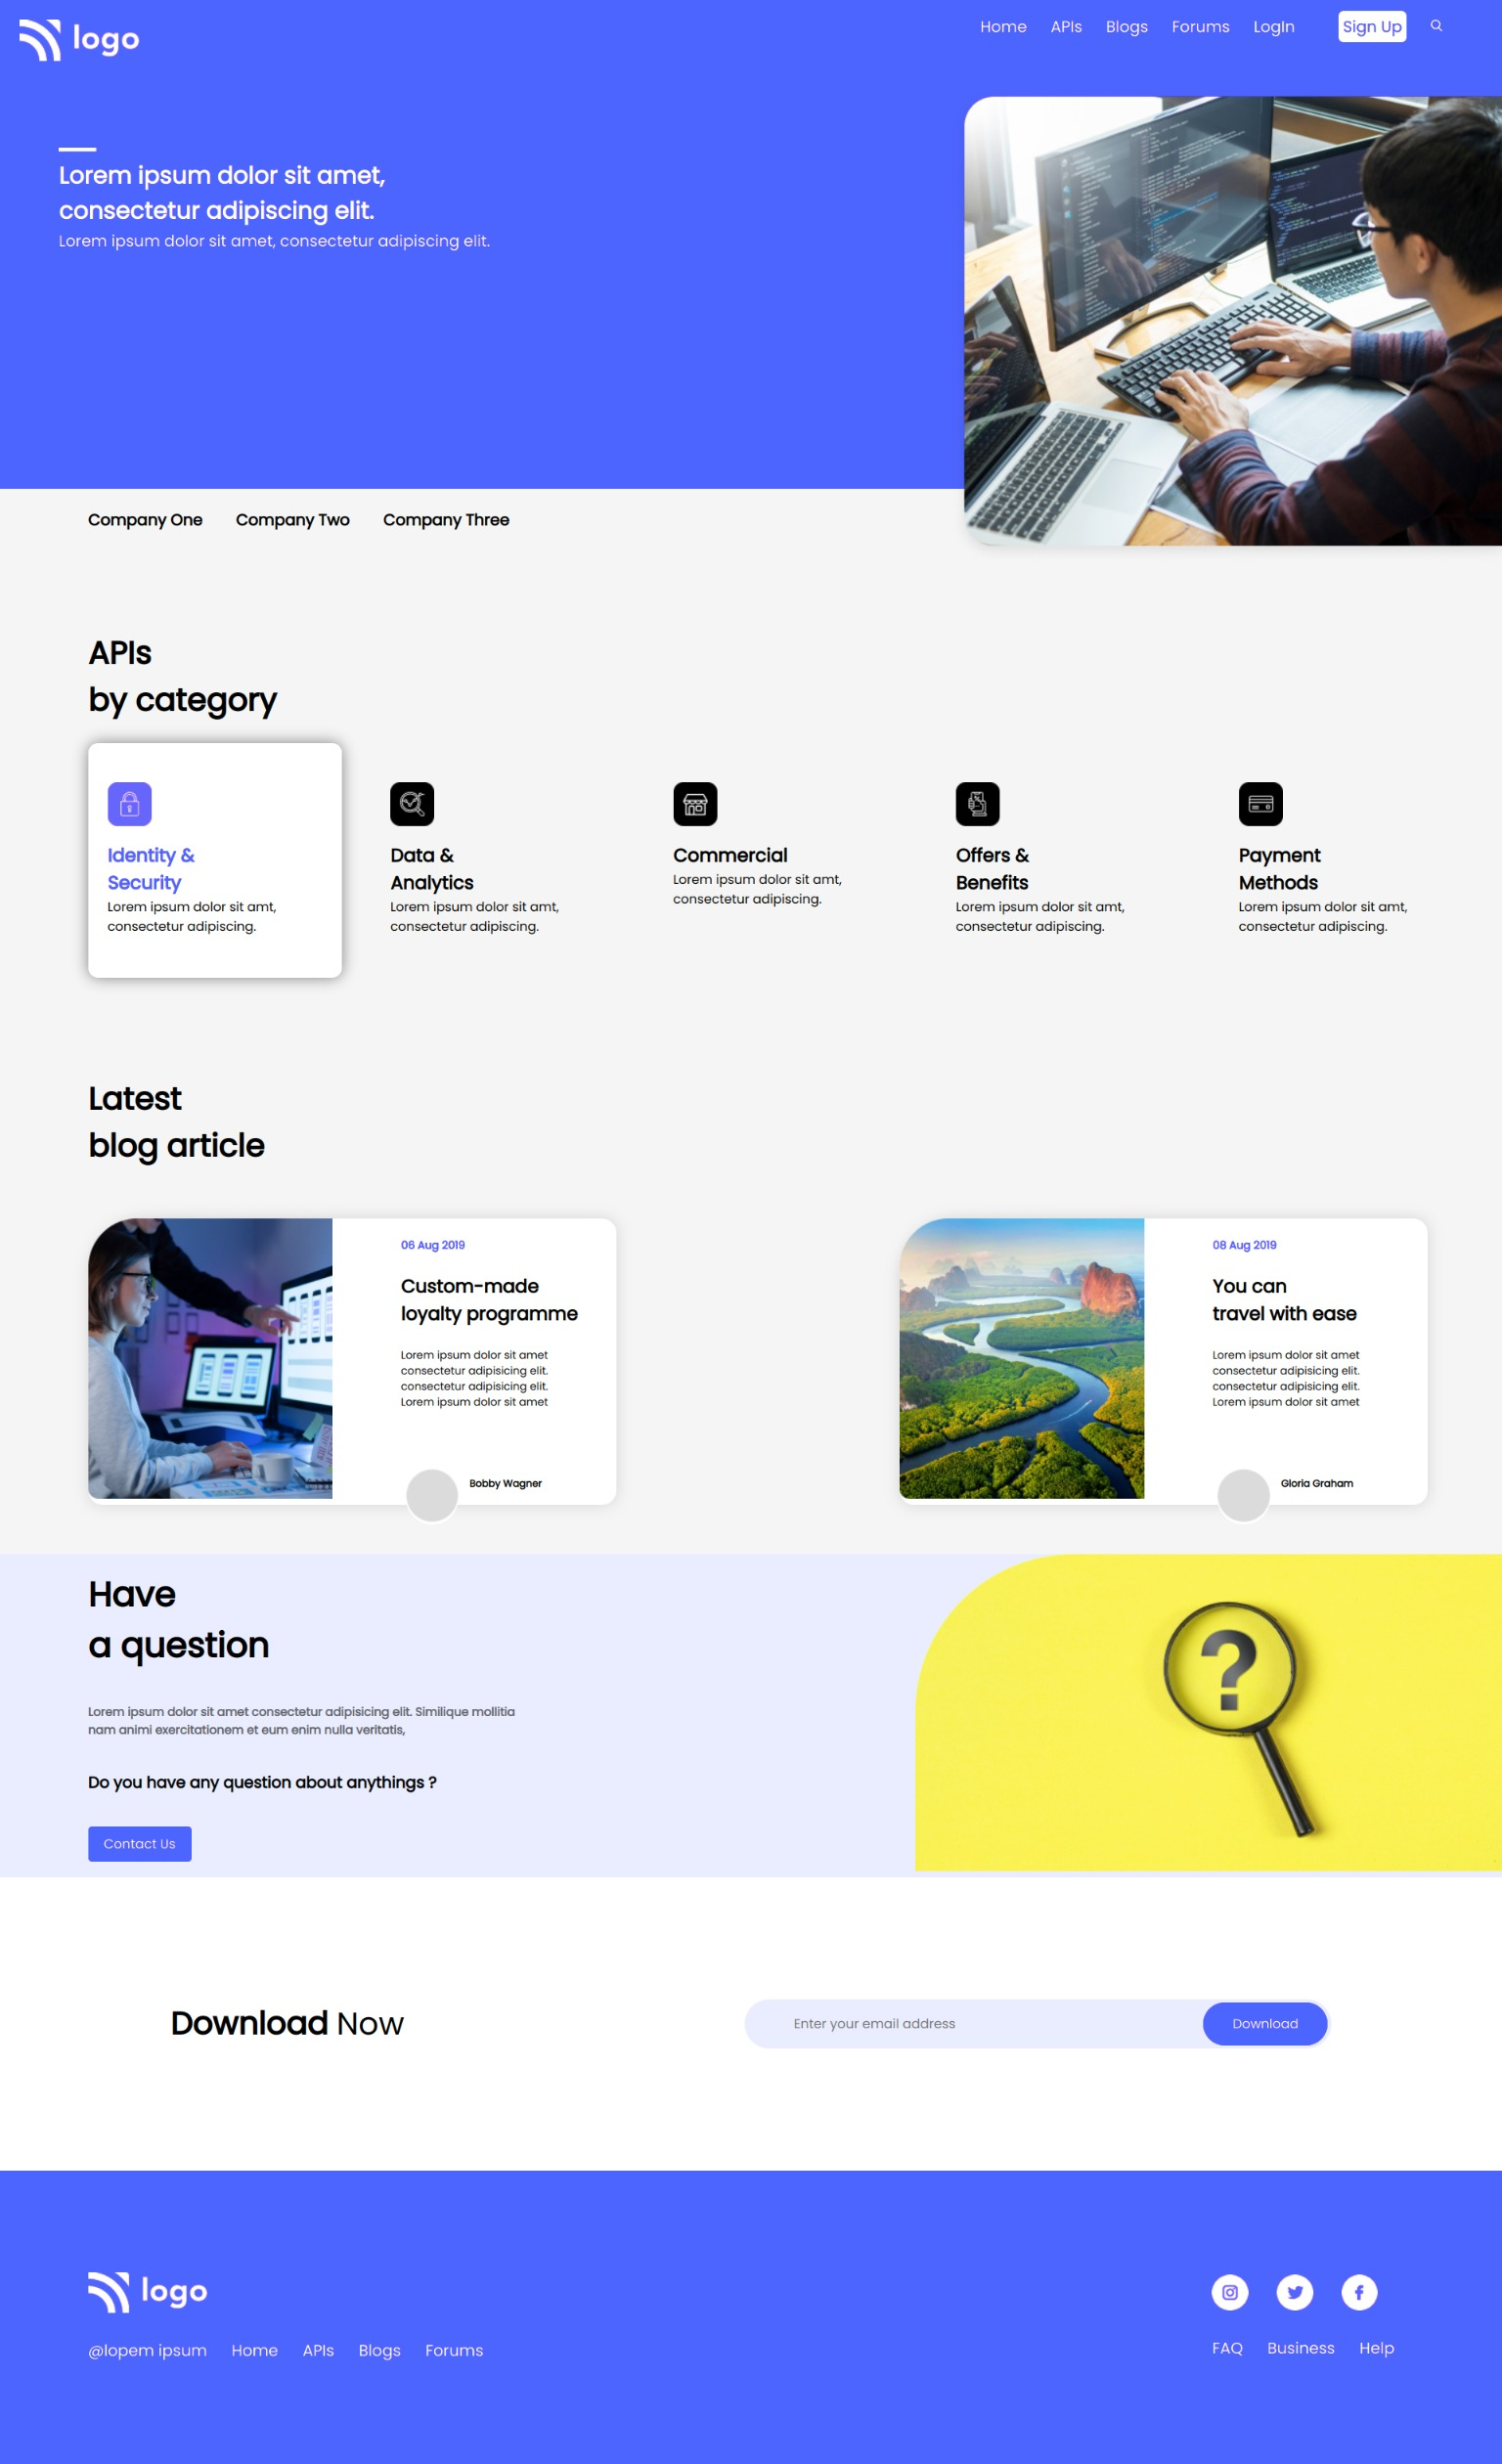 logo
Home APIs Blogs Forums LogIn Sign Up
Lorem ipsum dolor sit amet,
consectetur adipiscing elit.
Lorem ipsum dolor sit amet, consectetur adipiscing elit.
Company One Company Two Company Three
APIs
by category
Identity &
Security
Lorem ipsum dolor sit amt,
consectetur adipiscing.
Data &
Analytics
Lorem ipsum dolor sit amt,
consectetur adipiscing.
Commercial
Lorem ipsum dolor sit amt,
consectetur adipiscing.
Offers &
Benefits
Lorem ipsum dolor sit amt,
consectetur adipiscing.
Payment
Methods
Lorem ipsum dolor sit amt,
consectetur adipiscing.
Latest
blog article
06 Aug 2019
Custom-made
loyalty programme
Lorem ipsum dolor sit amet
consectetur adipisicing elit.
consectetur adipisicing elit.
Lorem ipsum dolor sit amet
Bobby Wagner
08 Aug 2019
You can
travel with ease
Lorem ipsum dolor sit amet
consectetur adipisicing elit.
consectetur adipisicing elit.
Lorem ipsum dolor sit amet
Gloria Graham
Have
a question
Lorem ipsum dolor sit amet consectetur adipisicing elit. Similique mollitia
nam animi exercitationem et eum enim nulla veritatis,
Do you have any question about anythings ?
Contact Us
?
Download Now
Enter your email address
Download
logo
@lopem ipsum Home APIs Blogs Forums
FAQ Business Help